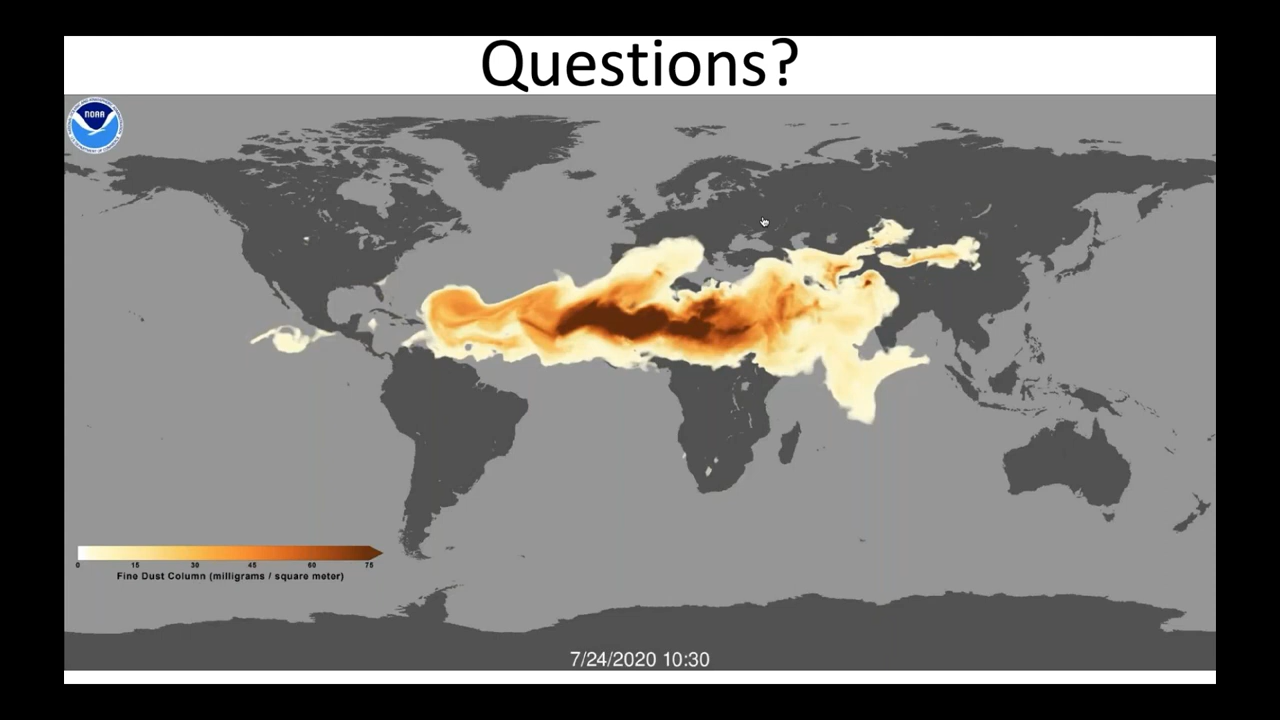 Questions?
NOAA
0 15 30 45 60 75
Fine Dust Column (milligrams / square meter)
7/24/2020 10:30